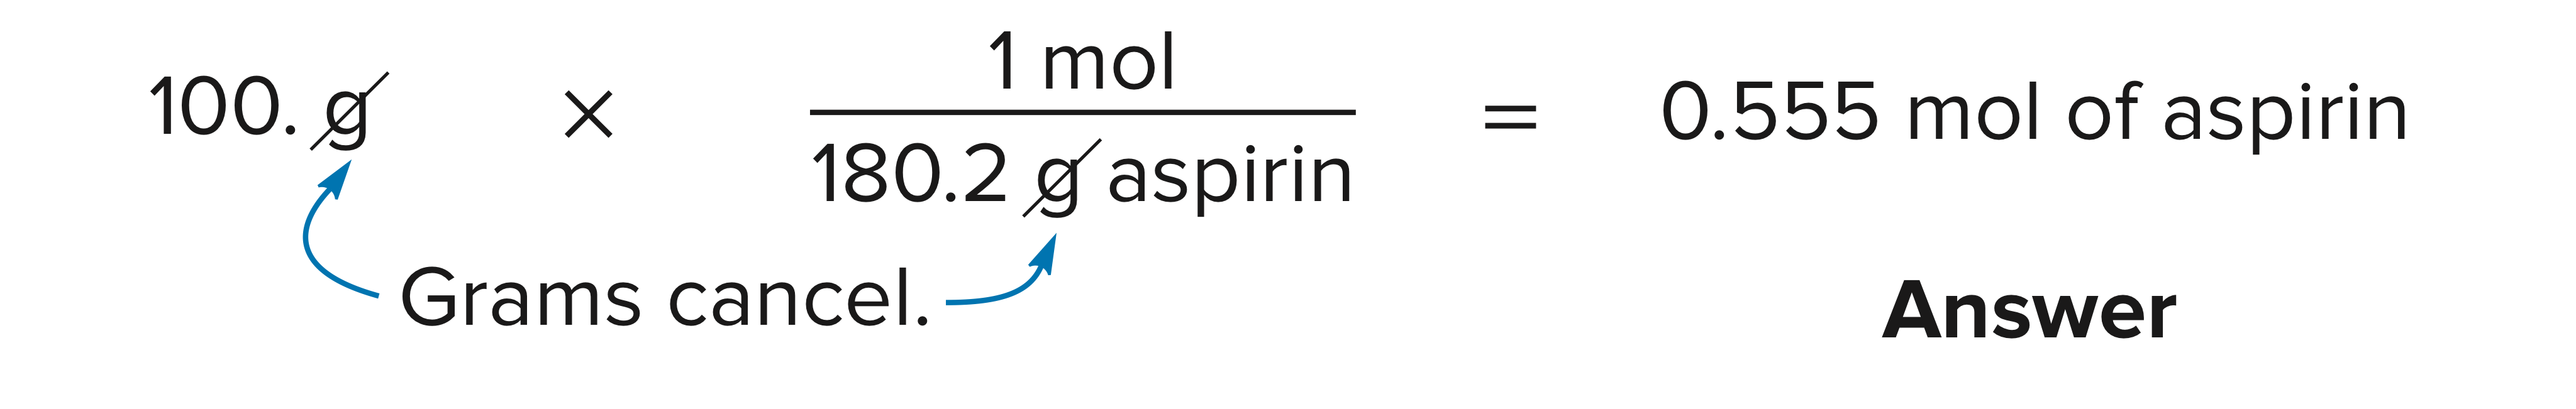 1 mol
100. g × 180.2 g aspirin = 0.555 mol of aspirin
Grams cancel.
Answer